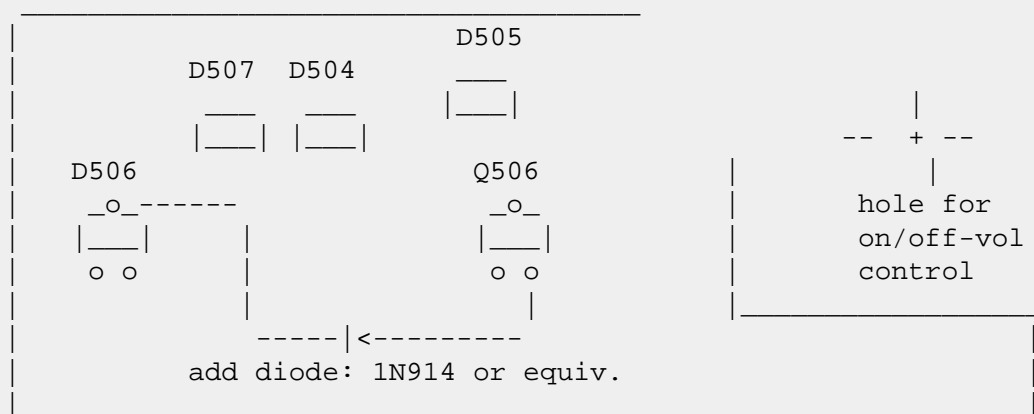 D505
D507 D504
D506 Q506
hole for
on/off-vol
control
add diode: 1N914 or equiv.